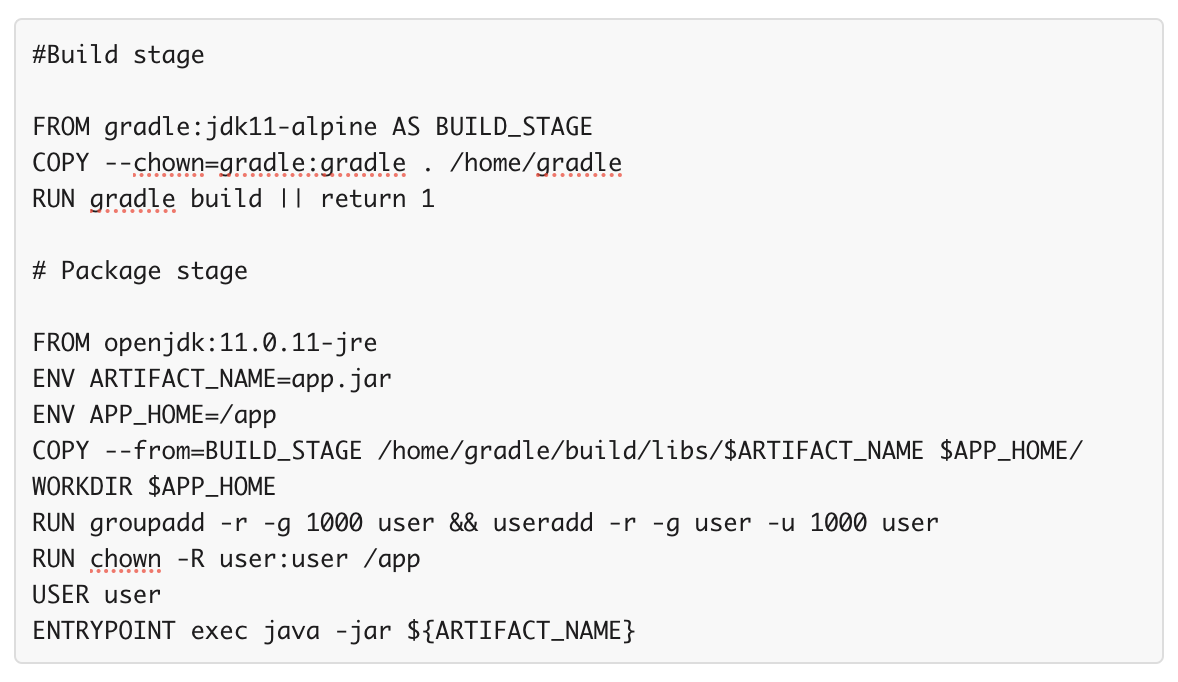 #Build stage
FROM gradle:jdk11-alpine AS BUILD_STAGE
COPY --chown=gradle:gradle . /home/gradle
RUN gradle build || return 1
# Package stage
FROM openjdk:11.0.11-jre
ENV ARTIFACT_NAME=app.jar
ENV APP_HOME=/app
COPY --from=BUILD_STAGE /home/gradle/build/libs/$ARTIFACT_NAME $APP_HOME/
WORKDIR $APP_HOME
RUN groupadd -r -g 1000 user && useradd -r -g user -u 1000 user
RUN chown -R user:user /app
USER user
ENTRYPOINT exec java -jar ${ARTIFACT_NAME}